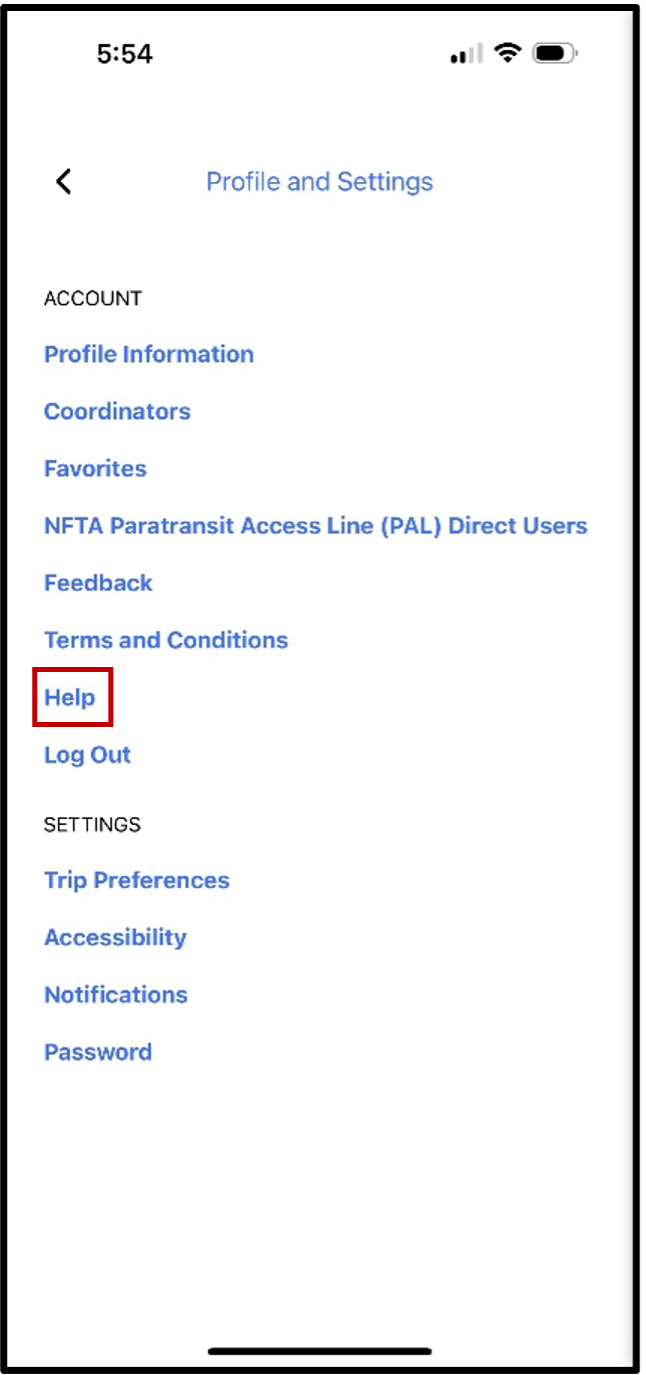 5:54
Profile and Settings
ACCOUNT
Profile Information
Coordinators
Favorites
NFTA Paratransit Access Line (PAL) Direct Users
Feedback
Terms and Conditions
Help
Log Out
SETTINGS
Trip Preferences
Accessibility
Notifications
Password